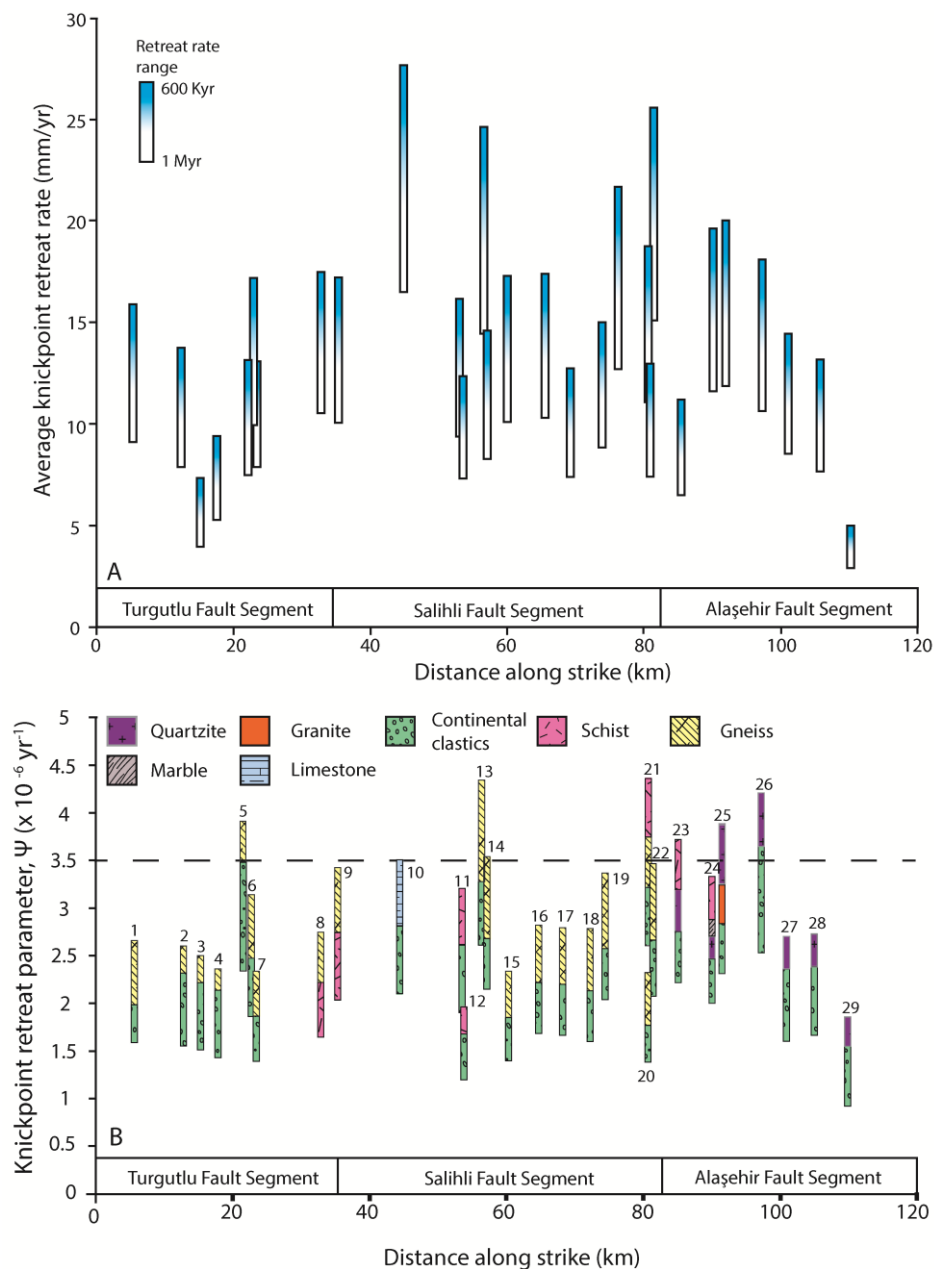 30
25
20
15
10
5
0
Average knickpoint retreat rate (mm/yr)
Retreat rate
range
600 Kyr
1 Myr
A
Turgutlu Fault Segment Salihli Fault Segment Alaşehir Fault Segment
0 20 40 60 80 100 120
Distance along strike (km)
Quartzite Granite Continental clastics Schist Gneiss
Marble Limestone
5
4.5
4
3.5
3
2.5
2
1.5
1
0.5
0
Knickpoint retreat parameter, Ψ (x 10 -6 yr-1)
1 2 3 4 5 6 7 8 9 10 11 12 13 14 15 16 17 18 19 20 21 22 23 24 25 26 27 28 29
B
Turgutlu Fault Segment Salihli Fault Segment Alaşehir Fault Segment
0 20 40 60 80 100 120
Distance along strike (km)